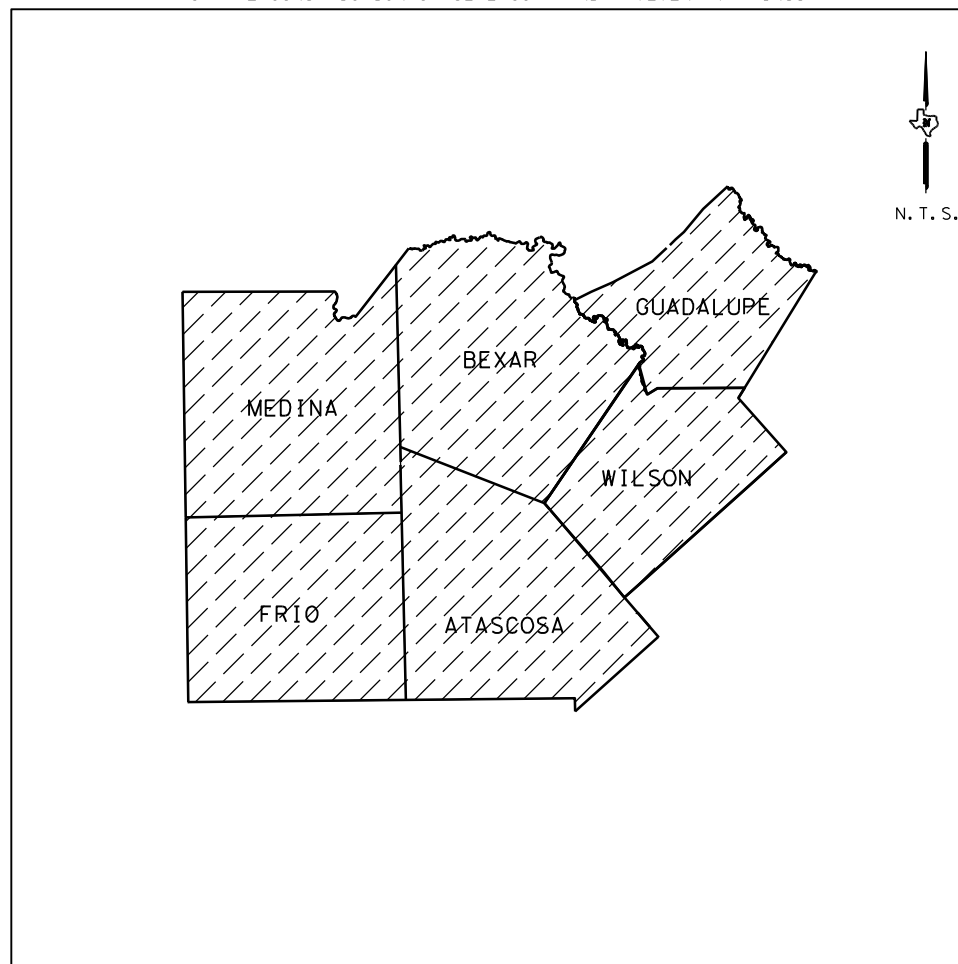 N.T.S.
GUADALUPE
BEXAR
MEDINA
WILSON
FRIO
ATASCOSA